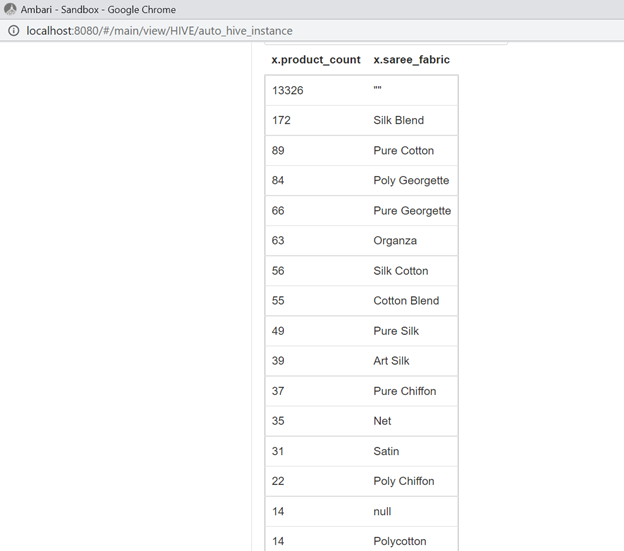 Ambari - Sandbox - Google Chrome
localhost:8080/#/main/view/HIVE/auto_hive_instance
x.product_count x.saree_fabric
13326 ""
172 Silk Blend
89 Pure Cotton
84 Poly Georgette
66 Pure Georgette
63 Organza
56 Silk Cotton
55 Cotton Blend
49 Pure Silk
39 Art Silk
37 Pure Chiffon
35 Net
31 Satin
22 Poly Chiffon
14 null
14 Polycotton